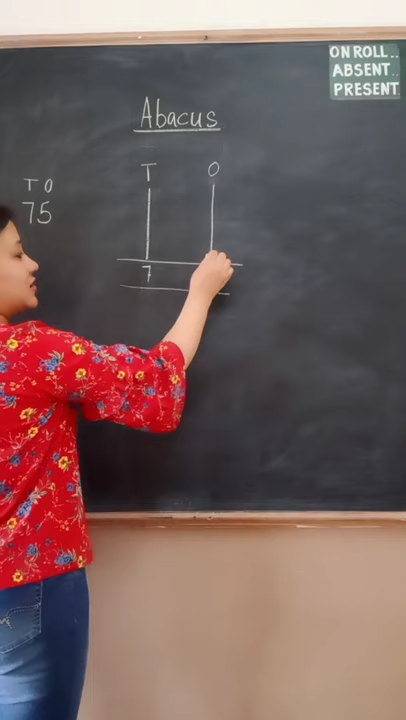 ON ROLL..
ABSENT..
PRESENT
Abacus
T O
T O
75
7